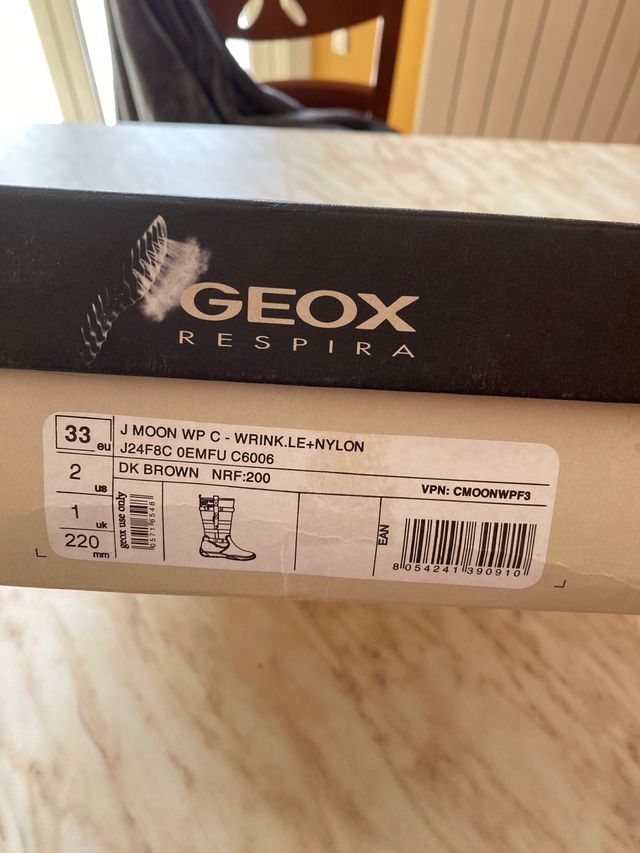 GEOX
RESPIRA
33 eu
J MOON WP C - WRINK.LE+NYLON
J24F8C 0EMFU C6006
DK BROWN NRF:200
VPN: CMOONWPF3
2 us
1 uk
220 mm
geox use only
05716548
EAN
8 054241 390910